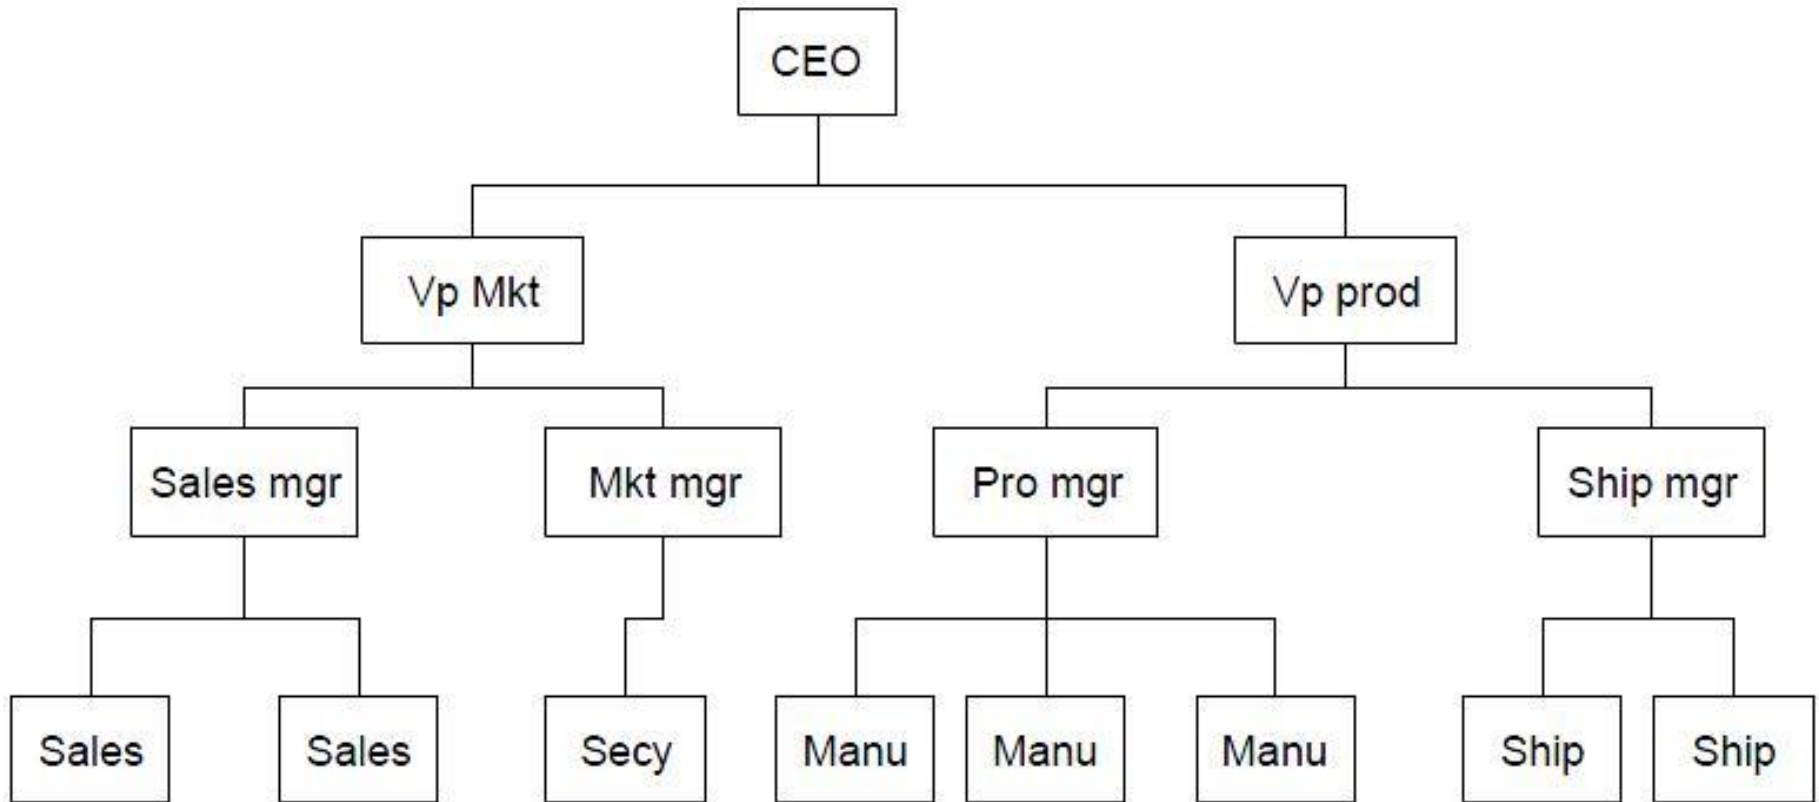 CEO
Vp Mkt
Vp prod
Sales mgr
Mkt mgr
Pro mgr
Ship mgr
Sales
Sales
Secy
Manu
Manu
Manu
Ship
Ship